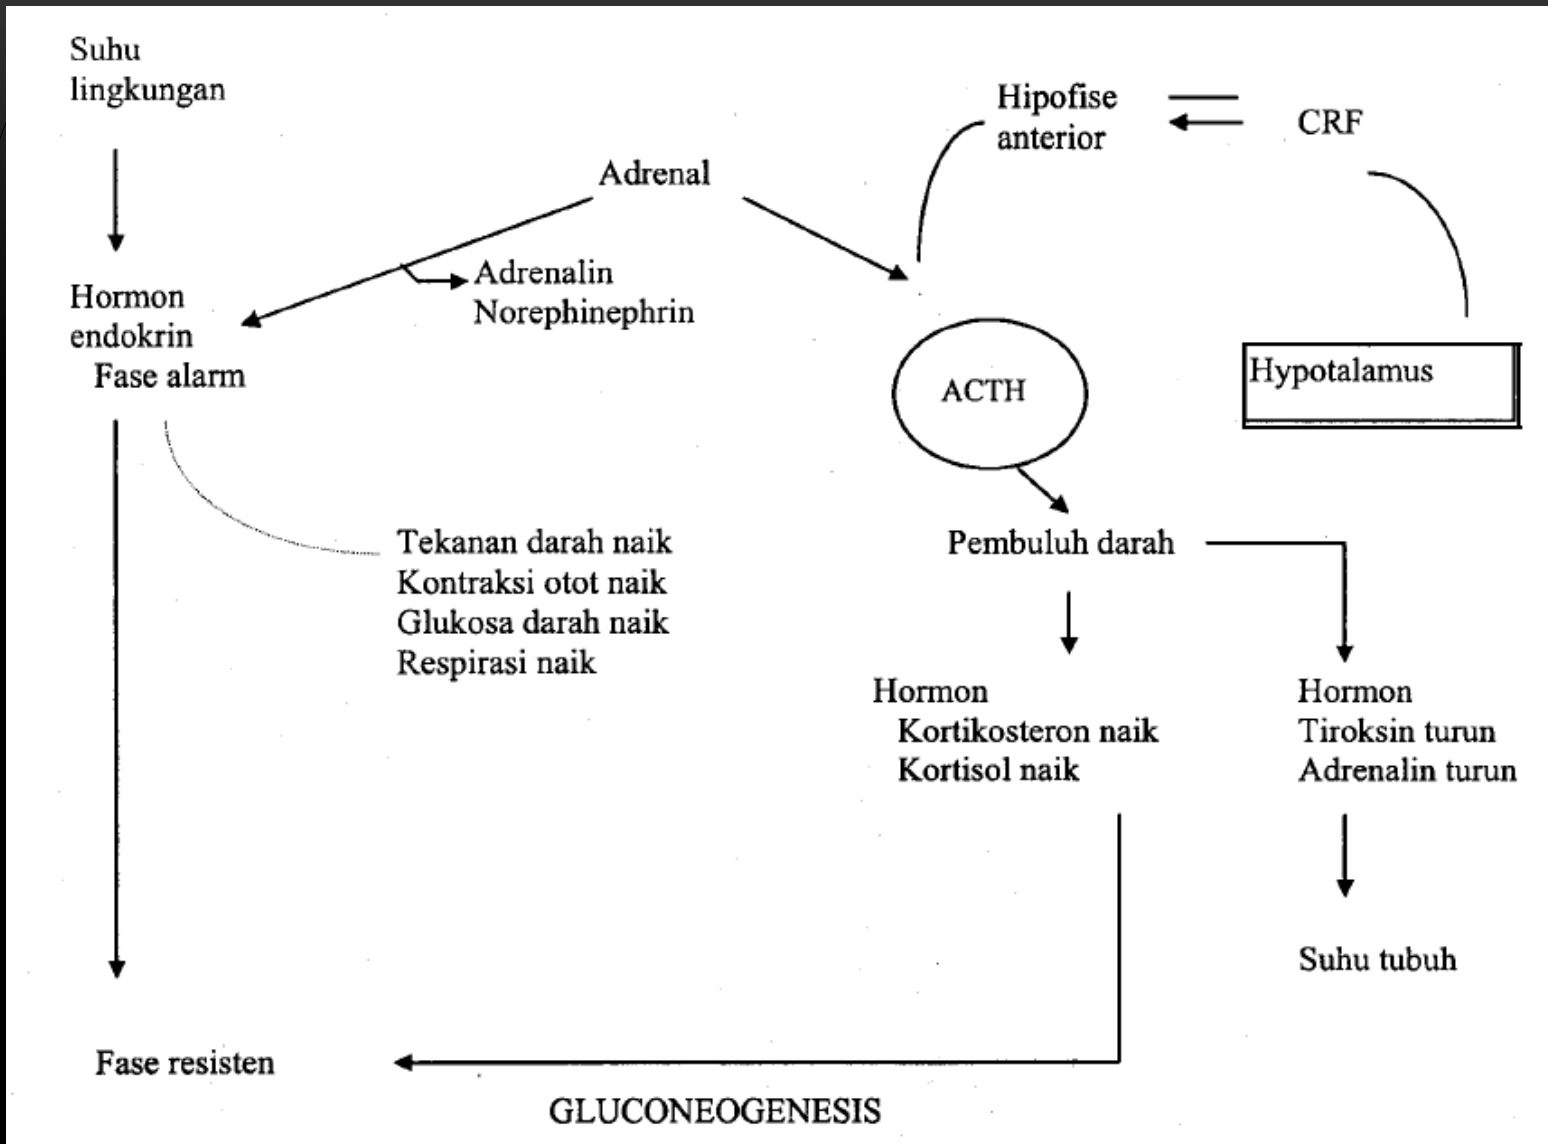 Suhu
lingkungan
Hipofise
anterior
CRF
Adrenal
Adrenalin
Norephinephrin
Hormon
endokrin
Fase alarm
ACTH
Hypotalamus
Tekanan darah naik
Kontraksi otot naik
Glukosa darah naik
Respirasi naik
Pembuluh darah
Hormon
Kortikosteron naik
Kortisol naik
Hormon
Tiroksin turun
Adrenalin turun
Suhu tubuh
Fase resisten
GLUCONEOGENESIS